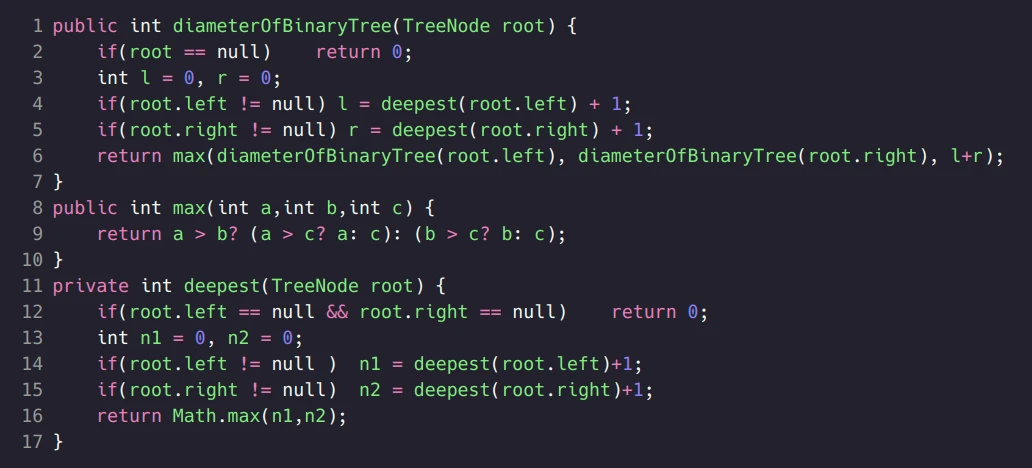 1 public int diameterOfBinaryTree(TreeNode root) {
2     if(root == null)    return 0;
3     int l = 0, r = 0;
4     if(root.left != null) l = deepest(root.left) + 1;
5     if(root.right != null) r = deepest(root.right) + 1;
6     return max(diameterOfBinaryTree(root.left), diameterOfBinaryTree(root.right), l+r);
7 }
8 public int max(int a,int b,int c) {
9     return a > b? (a > c? a: c): (b > c? b: c);
10 }
11 private int deepest(TreeNode root) {
12     if(root.left == null && root.right == null)    return 0;
13     int n1 = 0, n2 = 0;
14     if(root.left != null )  n1 = deepest(root.left)+1;
15     if(root.right != null)  n2 = deepest(root.right)+1;
16     return Math.max(n1,n2);
17 }